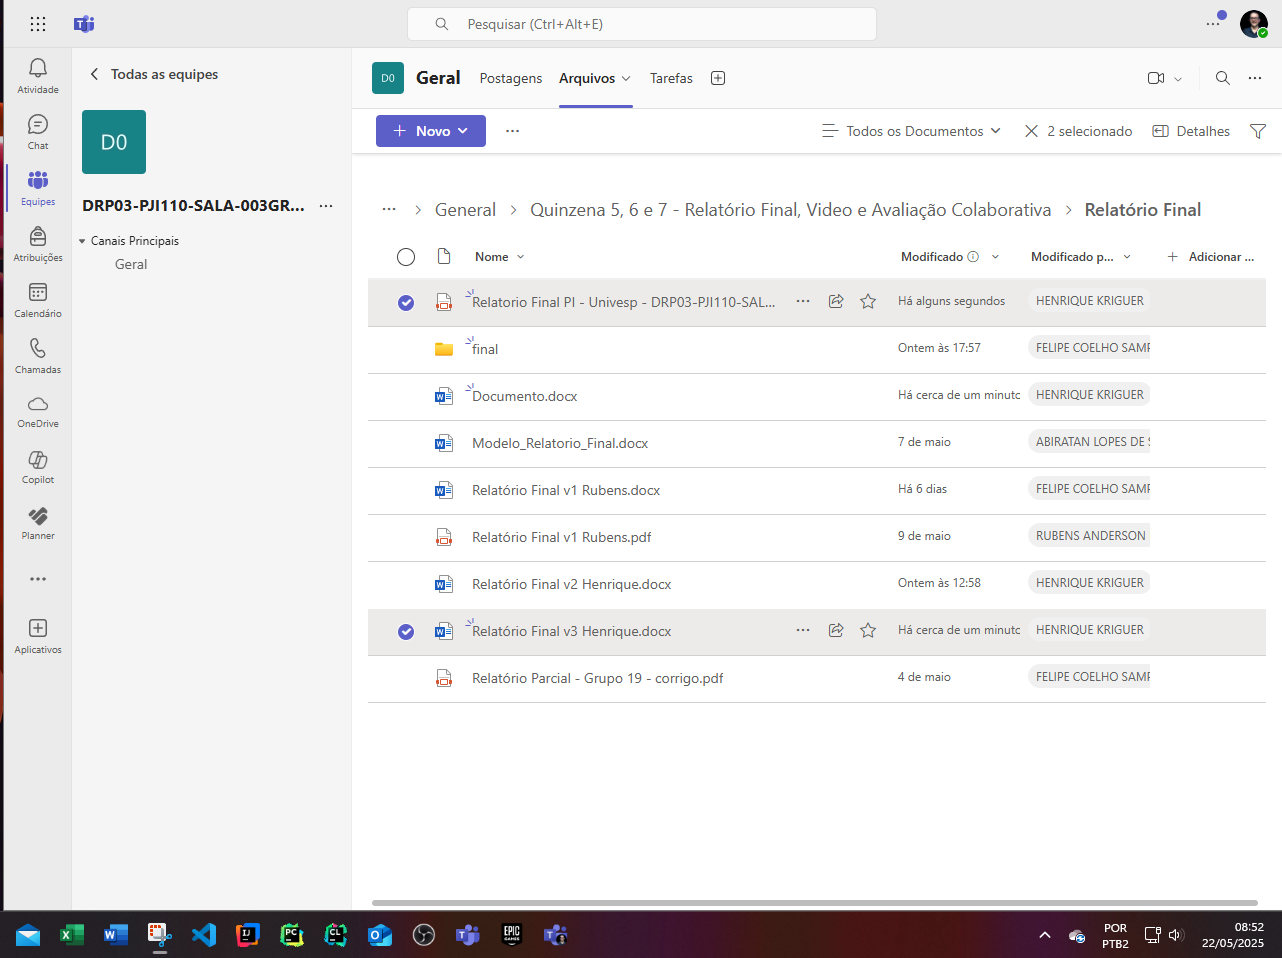 Pesquisar (Ctrl+Alt+E)
Atividade
Chat
Equipes
Atribuições
Calendário
Chamadas
OneDrive
Copilot
Planner
Aplicativos
Todas as equipes
D0
DRP03-PJI110-SALA-003GR...
Canais Principais
Geral
D0 Geral Postagens Arquivos Tarefas
Novo Todos os Documentos 2 selecionado Detalhes
General Quinzena 5, 6 e 7 - Relatório Final, Video e Avaliação Colaborativa Relatório Final
Nome Modificado Modificado p... Adicionar ...
Relatorio Final PI - Univesp - DRP03-PJI110-SAL... Há alguns segundos HENRIQUE KRIGUER
final Ontem às 17:57 FELIPE COELHO SAMP
Documento.docx Há cerca de um minuto HENRIQUE KRIGUER
Modelo_Relatorio_Final.docx 7 de maio ABIRATAN LOPES DE S
Relatório Final v1 Rubens.docx Há 6 dias FELIPE COELHO SAMP
Relatório Final v1 Rubens.pdf 9 de maio RUBENS ANDERSON
Relatório Final v2 Henrique.docx Ontem às 12:58 HENRIQUE KRIGUER
Relatório Final v3 Henrique.docx Há cerca de um minuto HENRIQUE KRIGUER
Relatório Parcial - Grupo 19 - corrigo.pdf 4 de maio FELIPE COELHO SAMP
POR
PTB2
08:52
22/05/2025